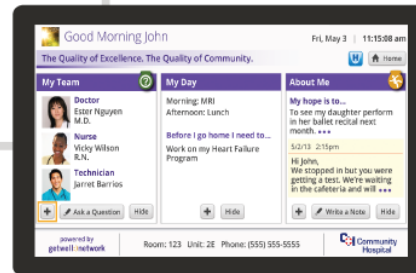 Good Morning John
Fri, May 3 | 11:15:08 am
The Quality of Excellence. The Quality of Community.
H
Home
My Team
?
Doctor
Ester Nguyen
M.D.
Nurse
Vicky Wilson
R.N.
Technician
Jarret Barrios
+
Ask a Question
Hide
My Day
Morning: MRI
Afternoon: Lunch
Before I go home I need to...
Work on my Heart Failure
Program
+
Hide
About Me
My hope is to...
To see my daughter perform
in her ballet recital next
month. •••
5/2/13 2:15pm
Hi John,
We stopped in but you were
getting a test. We're waiting
in the cafeteria and will •••
+
Write a Note
Hide
powered by
getwell:network
Room: 123 Unit: 2E Phone: (555) 555-5555
Community
Hospital